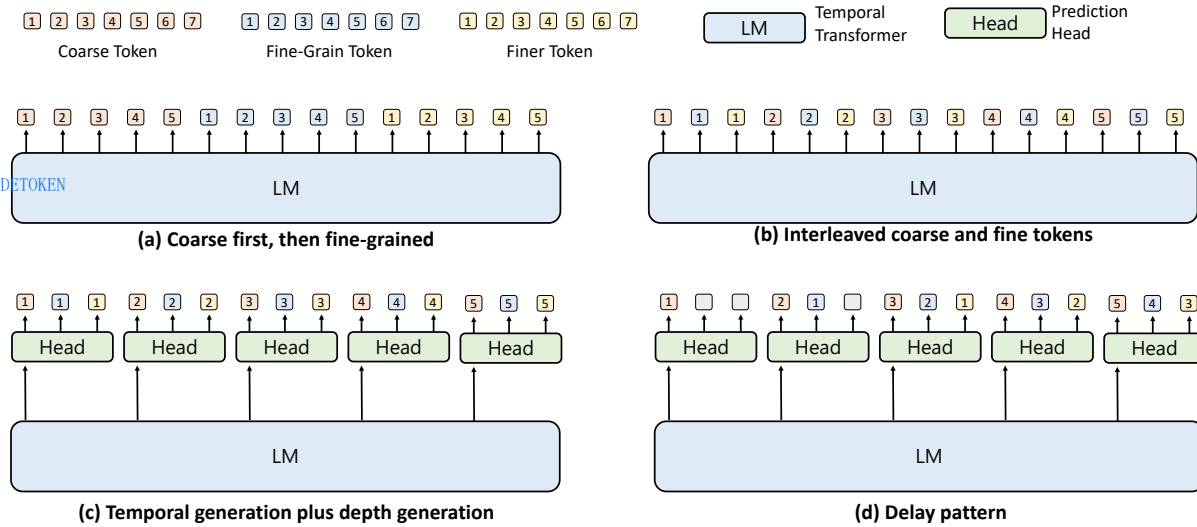 1 2 3 4 5 6 7 1 2 3 4 5 6 7 1 2 3 4 5 6 7
Coarse Token Fine-Grain Token Finer Token
LM Temporal Transformer Head Prediction Head
1 2 3 4 5 1 2 3 4 5 1 2 3 4 5
LM
DETOKEN
(a) Coarse first, then fine-grained
1 1 1 2 2 2 3 3 3 4 4 4 5 5 5
LM
(b) Interleaved coarse and fine tokens
1 1 1 2 2 2 3 3 3 4 4 4 5 5 5
Head Head Head Head Head
LM
(c) Temporal generation plus depth generation
1 2 1 3 2 1 4 3 2 5 4 3
Head Head Head Head Head
LM
(d) Delay pattern